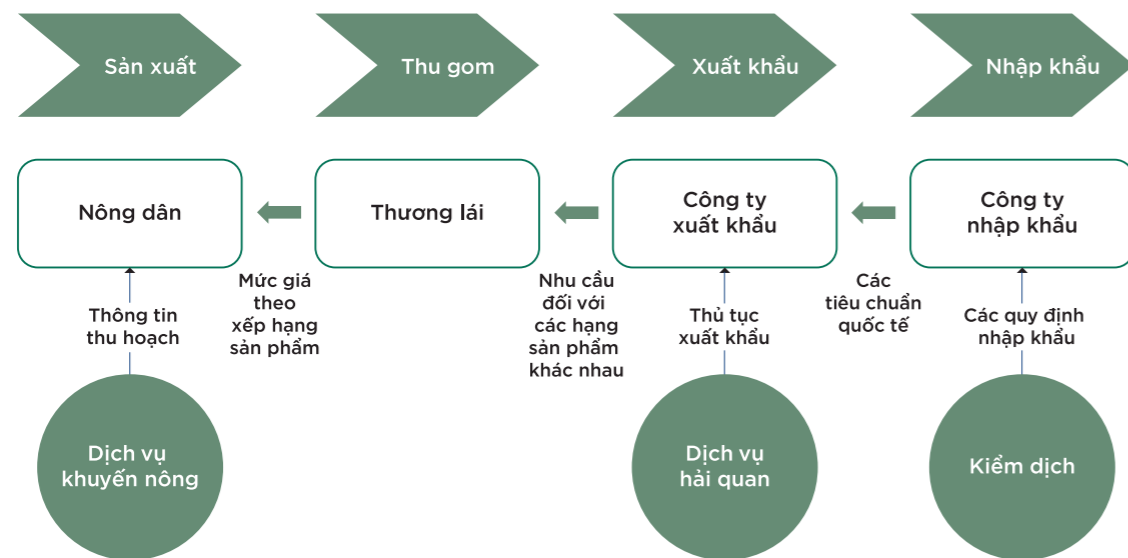 Sản xuất
Thu gom
Xuất khẩu
Nhập khẩu
Nông dân
Thương lái
Công ty
xuất khẩu
Công ty
nhập khẩu
Thông tin
thu hoạch
Mức giá
theo
xếp hạng
sản phẩm
Nhu cầu
đối với
các hạng
sản phẩm
khác nhau
Thủ tục
xuất khẩu
Các
tiêu chuẩn
quốc tế
Các quy định
nhập khẩu
Dịch vụ
khuyến nông
Dịch vụ
hải quan
Kiểm dịch